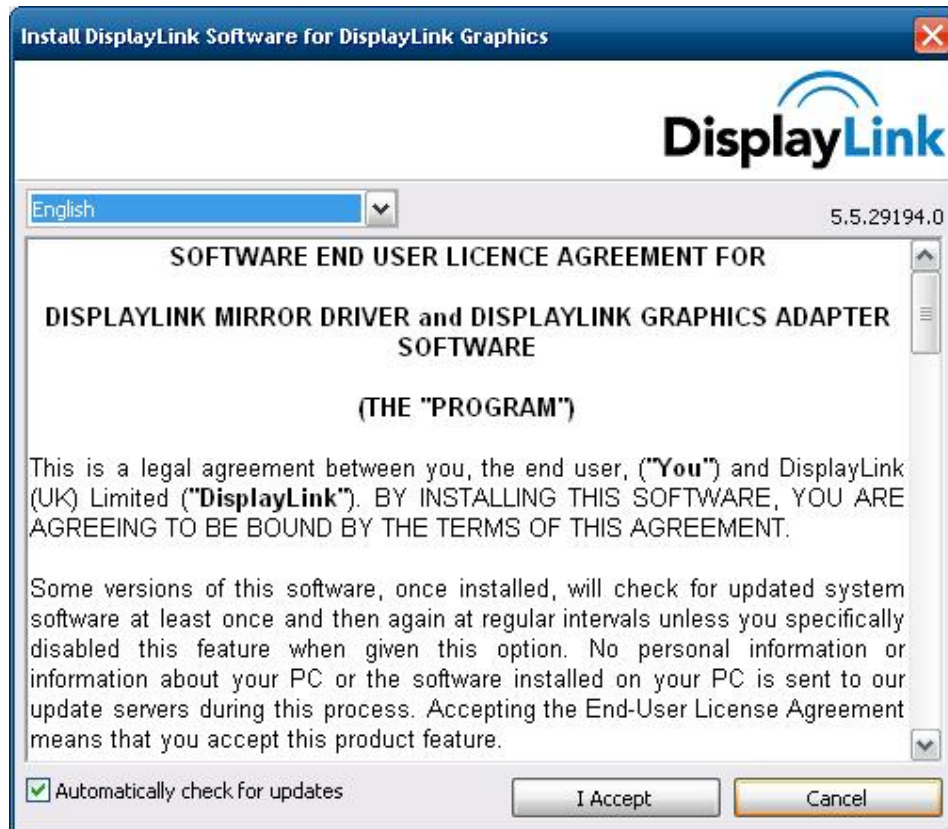 Install DisplayLink Software for DisplayLink Graphics
DisplayLink
English
5.5.29194.0
SOFTWARE END USER LICENCE AGREEMENT FOR
DISPLAYLINK MIRROR DRIVER and DISPLAYLINK GRAPHICS ADAPTER
SOFTWARE
(THE "PROGRAM")
This is a legal agreement between you, the end user, ("You") and DisplayLink
(UK) Limited ("DisplayLink"). BY INSTALLING THIS SOFTWARE, YOU ARE
AGREEING TO BE BOUND BY THE TERMS OF THIS AGREEMENT.
Some versions of this software, once installed, will check for updated system
software at least once and then again at regular intervals unless you specifically
disabled this feature when given this option. No personal information or
information about your PC or the software installed on your PC is sent to our
update servers during this process. Accepting the End-User License Agreement
means that you accept this product feature.
Automatically check for updates
I Accept
Cancel